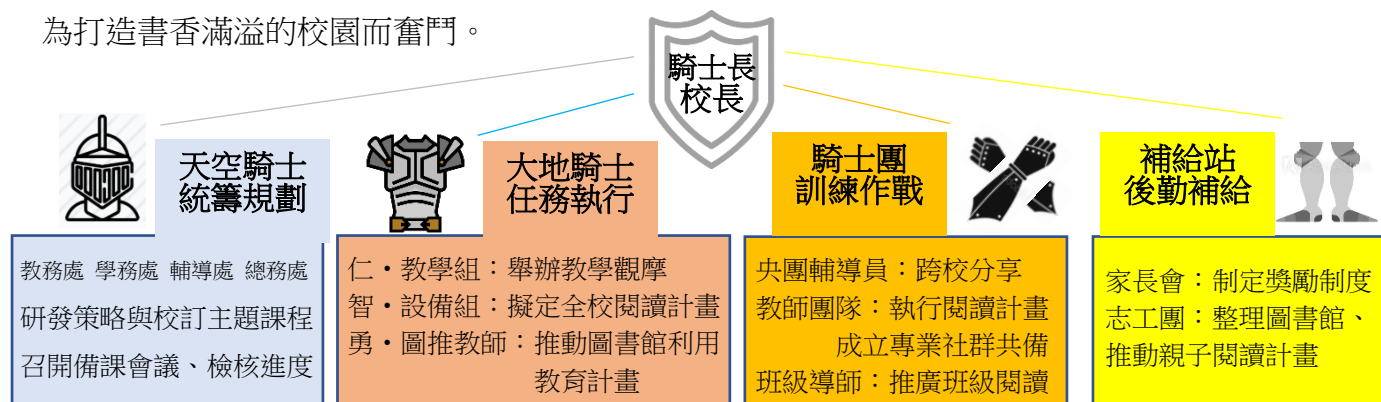 為打造書香滿溢的校園而奮鬥。
騎士長
校長
天空騎士
統籌規劃
教務處 學務處 輔導處 總務處
研發策略與校訂主題課程
召開備課會議、檢核進度
大地騎士
任務執行
仁‧教學組：舉辦教學觀摩
智‧設備組：擬定全校閱讀計畫
勇‧圖推教師：推動圖書館利用
教育計畫
騎士團
訓練作戰
央團輔導員：跨校分享
教師團隊：執行閱讀計畫
成立專業社群共備
班級導師：推廣班級閱讀
補給站
後勤補給
家長會：制定獎勵制度
志工團：整理圖書館、
推動親子閱讀計畫